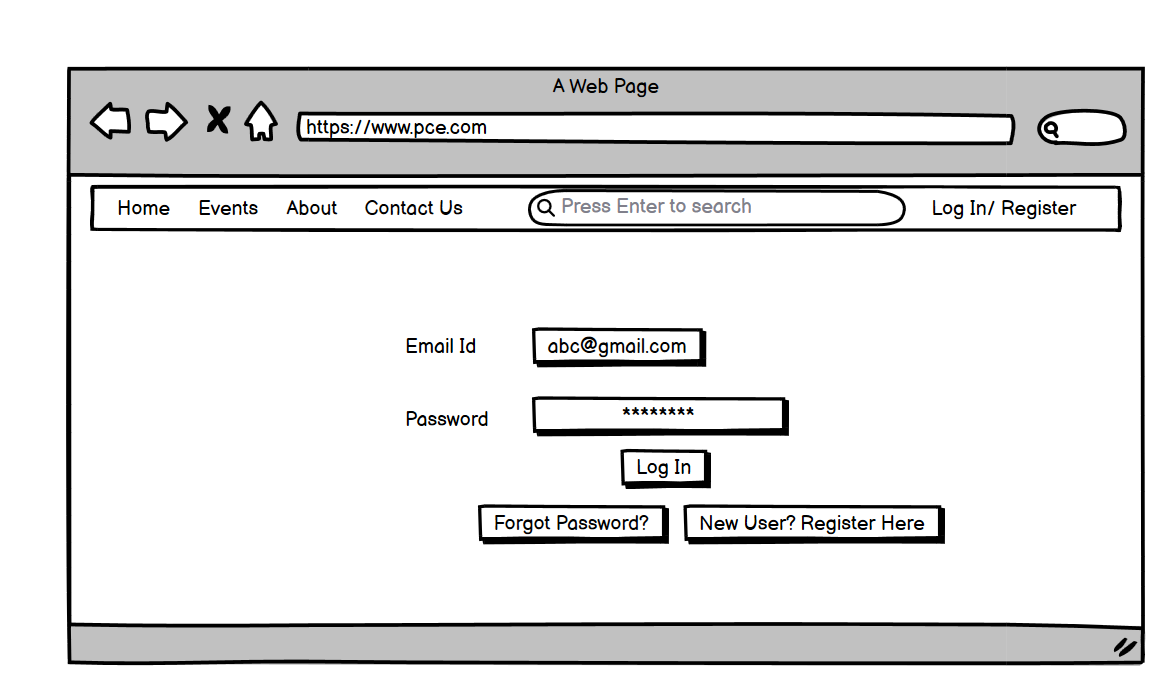 A Web Page
https://www.pce.com
Home Events About Contact Us Press Enter to search Log In/ Register
Email Id abc@gmail.com
Password ********
Log In
Forgot Password? New User? Register Here